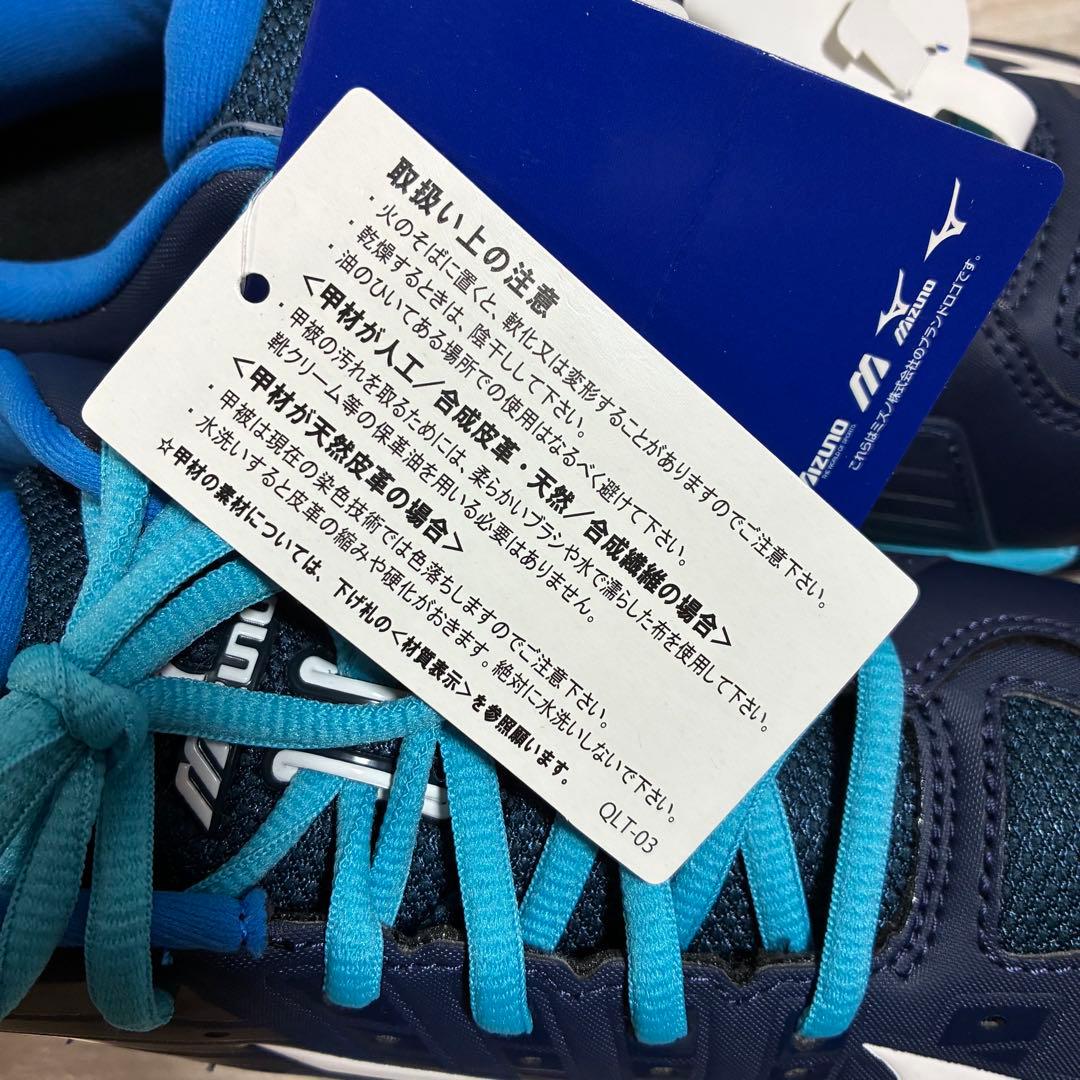 取扱い上の注意
・火のそばに置くと、軟化又は変形することがありますのでご注意下さい。
・乾燥するときは、陰干しして下さい。
・油のひいてある場所での使用はなるべく避けて下さい。
<甲材が人工/合成皮革・天然/合成繊維の場合>
・甲被の汚れを取るためには、柔らかいブラシや水で濡らした布を使用して下さい。
靴クリーム等の保革油を用いる必要はありません。
<甲材が天然皮革の場合>
・甲被は現在の染色技術では色落ちしますのでご注意下さい。
・水洗いすると皮革の縮みや硬化がおきます。絶対に水洗いしないで下さい。
☆甲材の素材については、下げ札の<材質表示>を参照願います。
QLT-03
MIZUNO
MIZUNO
THE WORLD OF SPORTS
これらはミズノ株式会社のブランドロゴです。